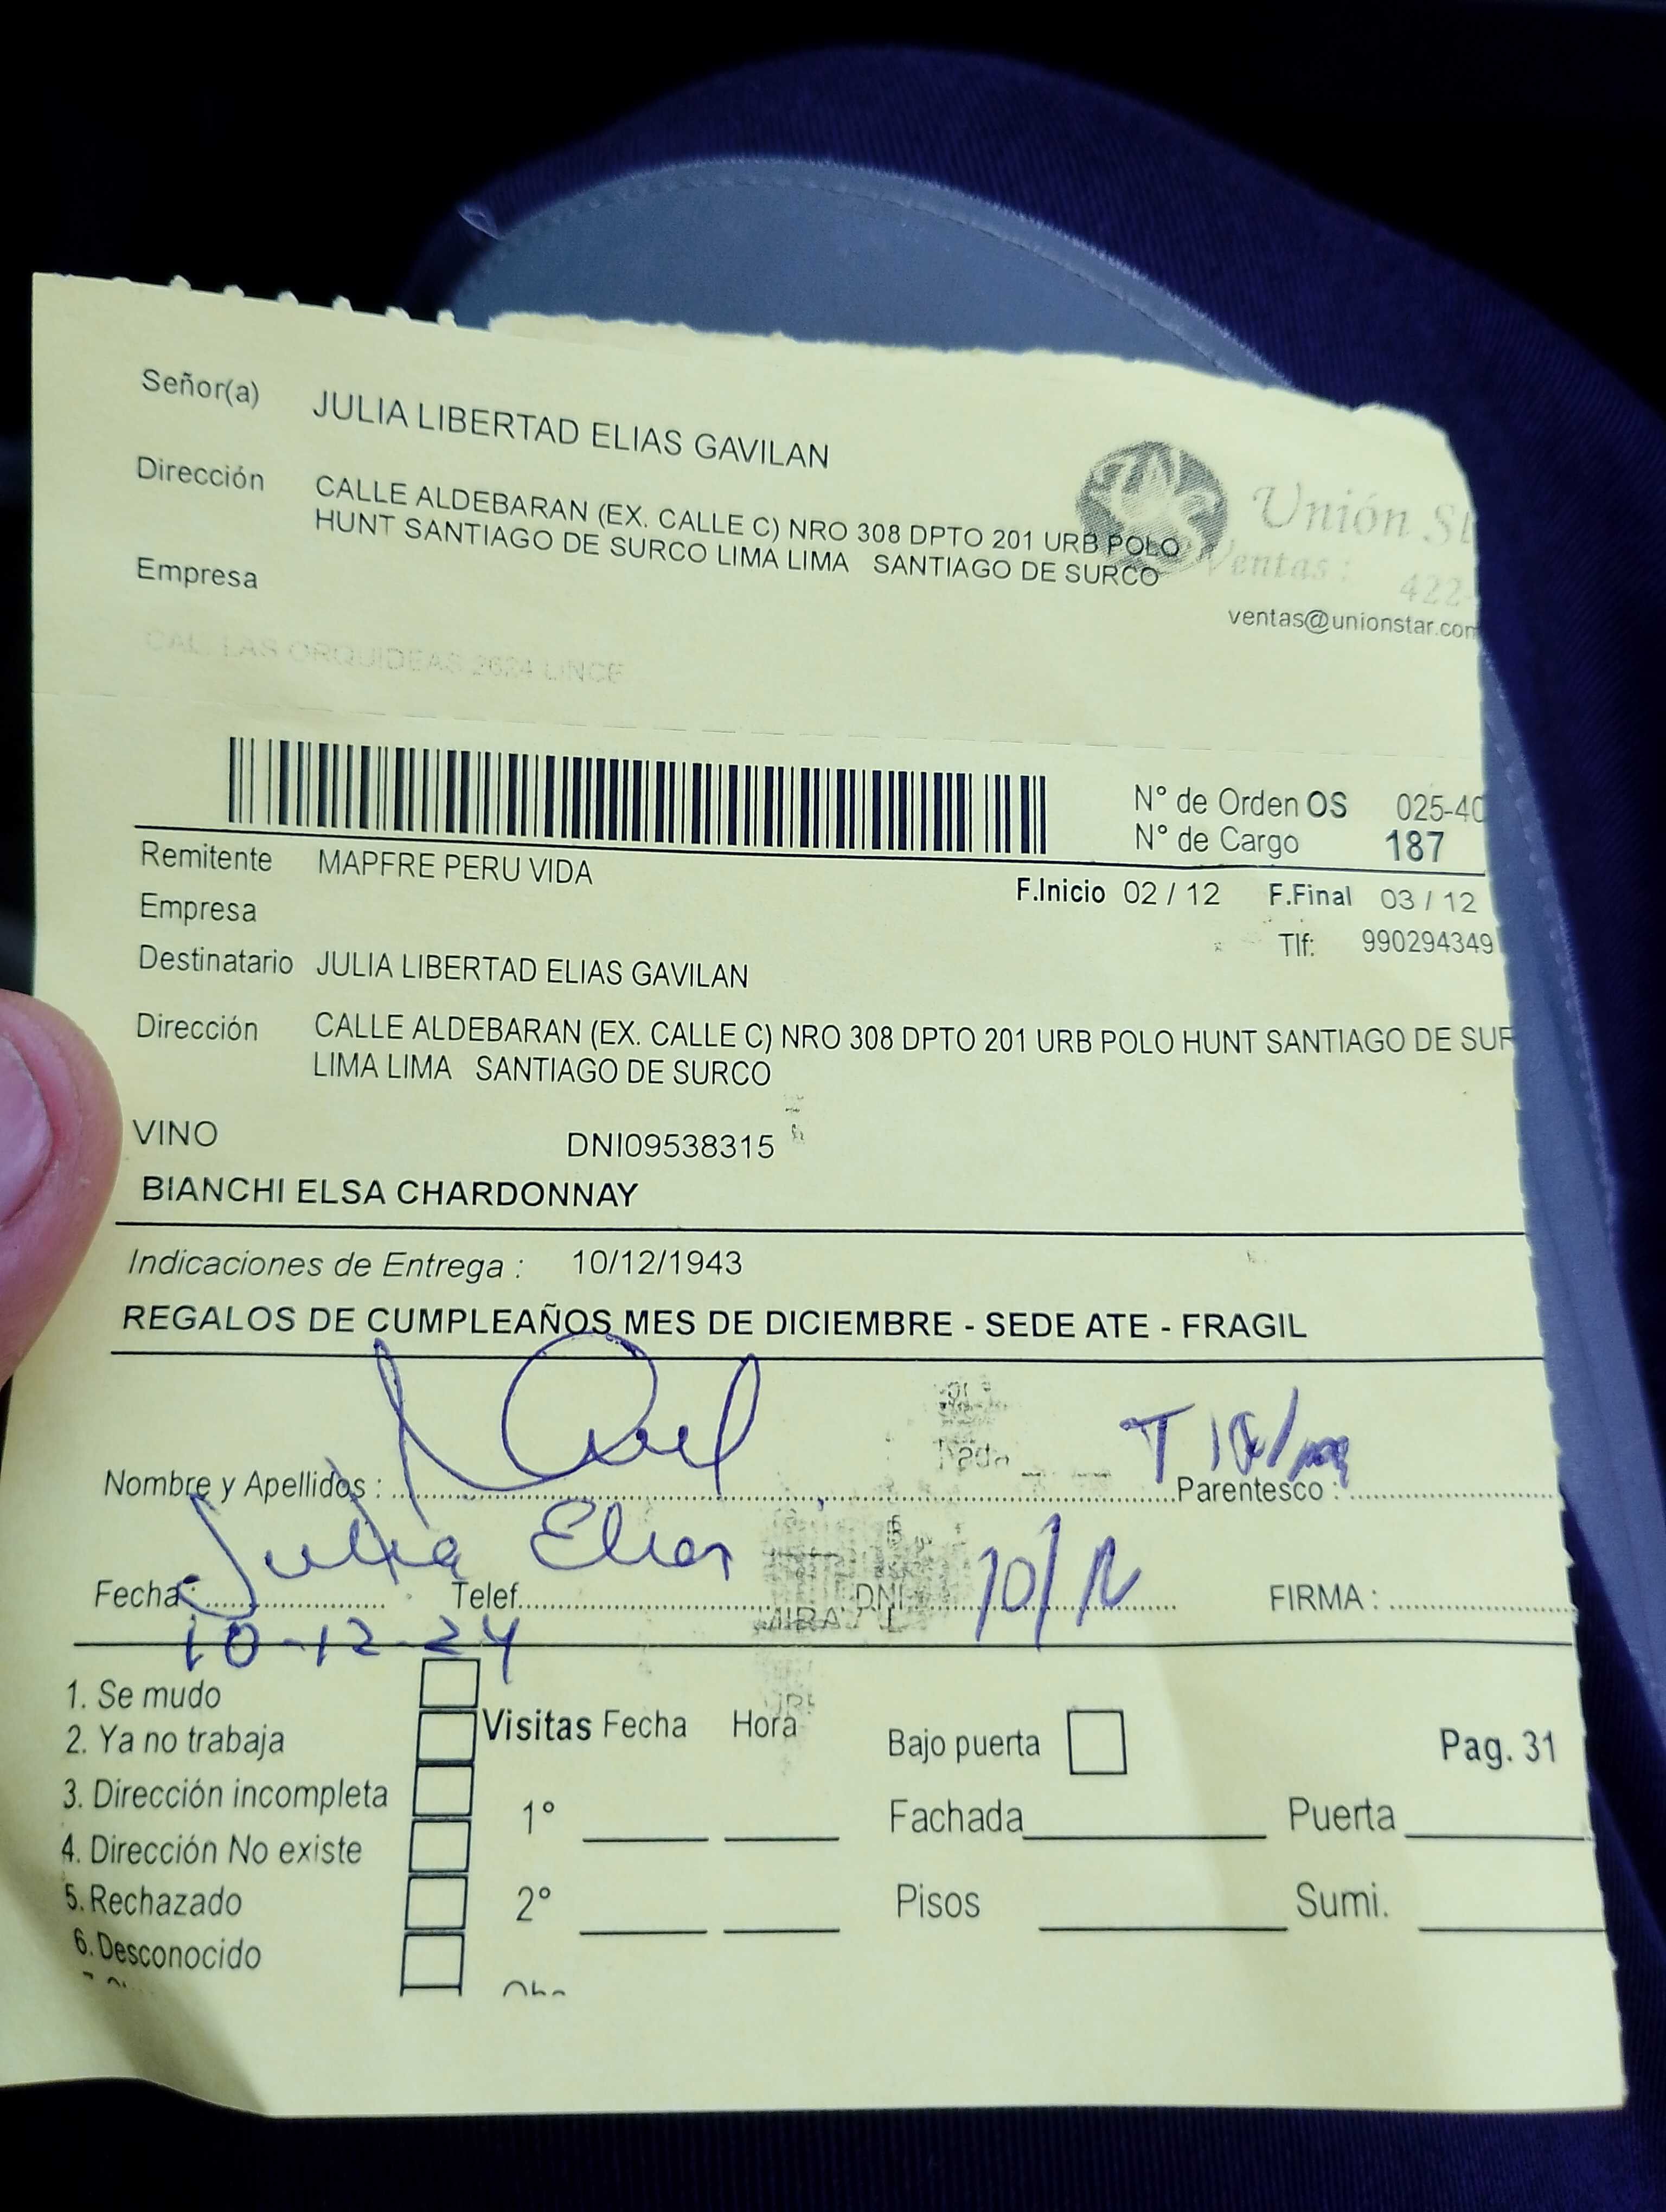 Señor(a) JULIA LIBERTAD ELIAS GAVILAN
Dirección CALLE ALDEBARAN (EX. CALLE C) NRO 308 DPTO 201 URB POLO
HUNT SANTIAGO DE SURCO LIMA LIMA SANTIAGO DE SURCO
Unión St
Ventas: 422-
Empresa
ventas@unionstar.com
CAL. LAS ORQUIDEAS 2624 LINCE
N° de Orden OS 025-40
N° de Cargo 187
Remitente MAPFRE PERU VIDA
F.Inicio 02 / 12 F.Final 03 / 12
Empresa
Tlf: 990294349
Destinatario JULIA LIBERTAD ELIAS GAVILAN
Dirección CALLE ALDEBARAN (EX. CALLE C) NRO 308 DPTO 201 URB POLO HUNT SANTIAGO DE SUR
LIMA LIMA SANTIAGO DE SURCO
VINO DNI09538315
BIANCHI ELSA CHARDONNAY
Indicaciones de Entrega : 10/12/1943
REGALOS DE CUMPLEAÑOS MES DE DICIEMBRE - SEDE ATE - FRAGIL
Nombre y Apellidos : Parentesco :
Julia Elias 10/12
Fecha: Telef. DNI: FIRMA :
10-12-24
1. Se mudo
2. Ya no trabaja
3. Dirección incompleta
4. Dirección No existe
5. Rechazado
6. Desconocido
Visitas Fecha Hora
1°
2°
Bajo puerta Pag. 31
Fachada Puerta
Pisos Sumi.